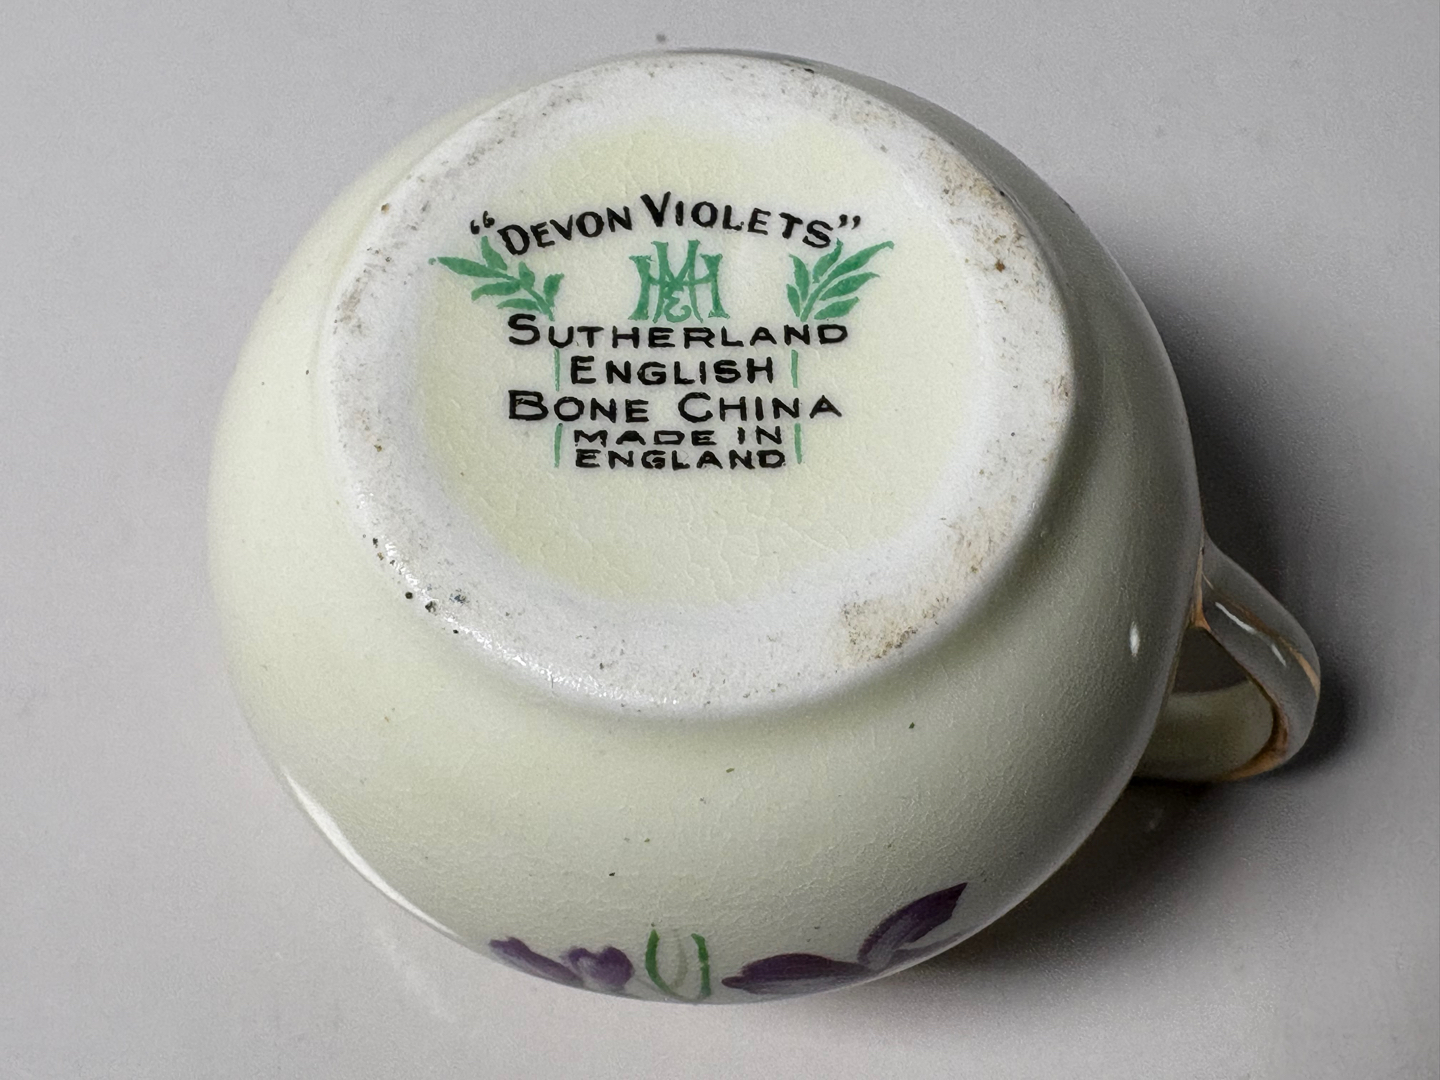 “DEVON VIOLETS”
H&M
SUTHERLAND
ENGLISH
BONE CHINA
MADE IN
ENGLAND